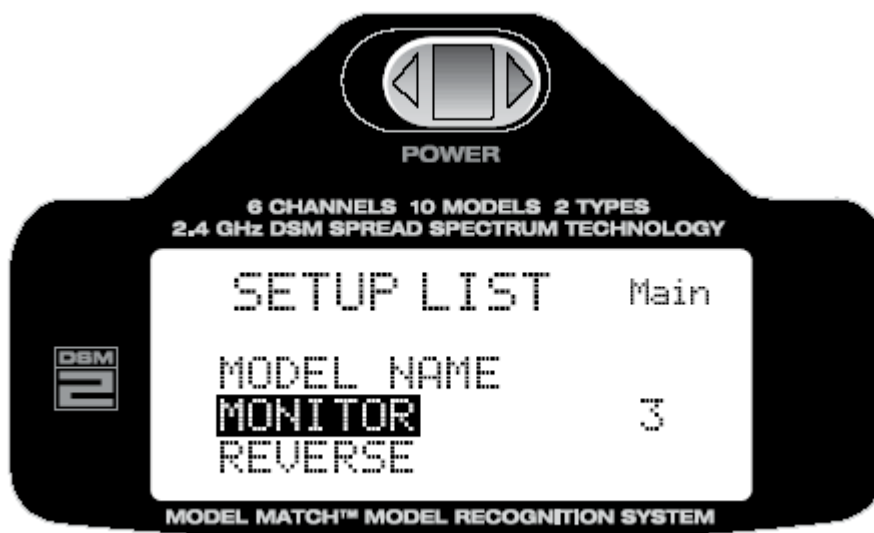 POWER
6 CHANNELS 10 MODELS 2 TYPES
2.4 GHz DSM SPREAD SPECTRUM TECHNOLOGY
SETUP LIST Main
DSM
2
MODEL NAME
MONITOR 3
REVERSE
MODEL MATCH™ MODEL RECOGNITION SYSTEM